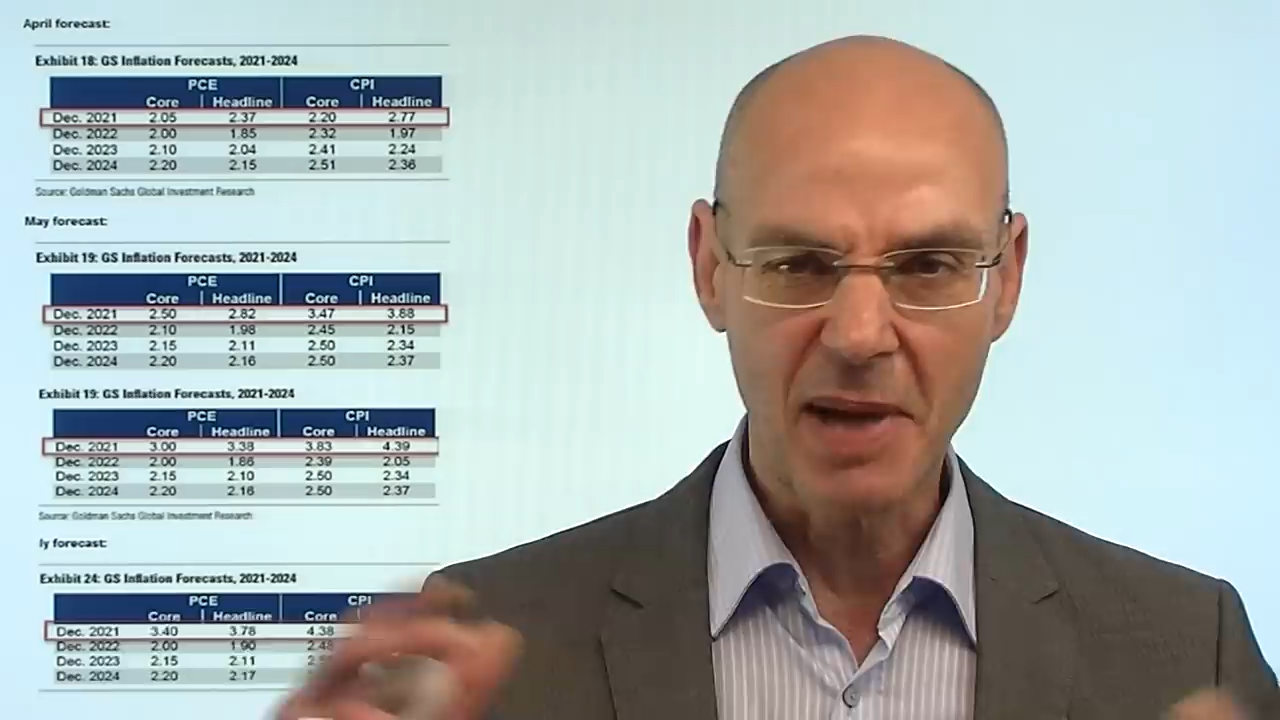 April forecast:
Exhibit 18: GS Inflation Forecasts, 2021-2024
PCE CPI
Core Headline Core Headline
Dec. 2021 2.05 2.37 2.20 2.77
Dec. 2022 2.00 1.85 2.32 1.97
Dec. 2023 2.10 2.04 2.41 2.24
Dec. 2024 2.20 2.15 2.51 2.36
Source: Goldman Sachs Global Investment Research
May forecast:
Exhibit 19: GS Inflation Forecasts, 2021-2024
PCE CPI
Core Headline Core Headline
Dec. 2021 2.50 2.82 3.47 3.88
Dec. 2022 2.10 1.98 2.45 2.15
Dec. 2023 2.15 2.11 2.50 2.34
Dec. 2024 2.20 2.16 2.50 2.37
Exhibit 19: GS Inflation Forecasts, 2021-2024
PCE CPI
Core Headline Core Headline
Dec. 2021 3.00 3.38 3.83 4.39
Dec. 2022 2.00 1.86 2.39 2.05
Dec. 2023 2.15 2.10 2.50 2.34
Dec. 2024 2.20 2.16 2.50 2.37
Source: Goldman Sachs Global Investment Research
ly forecast:
Exhibit 24: GS Inflation Forecasts, 2021-2024
PCE CPI
Core Headline Core
Dec. 2021 3.40 3.78 4.38
Dec. 2022 2.00 1.90 2.48
Dec. 2023 2.15 2.11
Dec. 2024 2.20 2.17